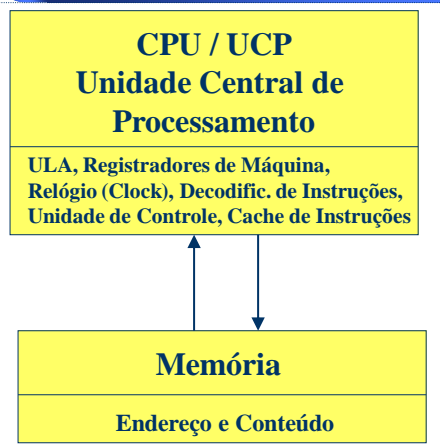 CPU / UCP
Unidade Central de
Processamento
ULA, Registradores de Máquina,
Relógio (Clock), Decodific. de Instruções,
Unidade de Controle, Cache de Instruções
Memória
Endereço e Conteúdo